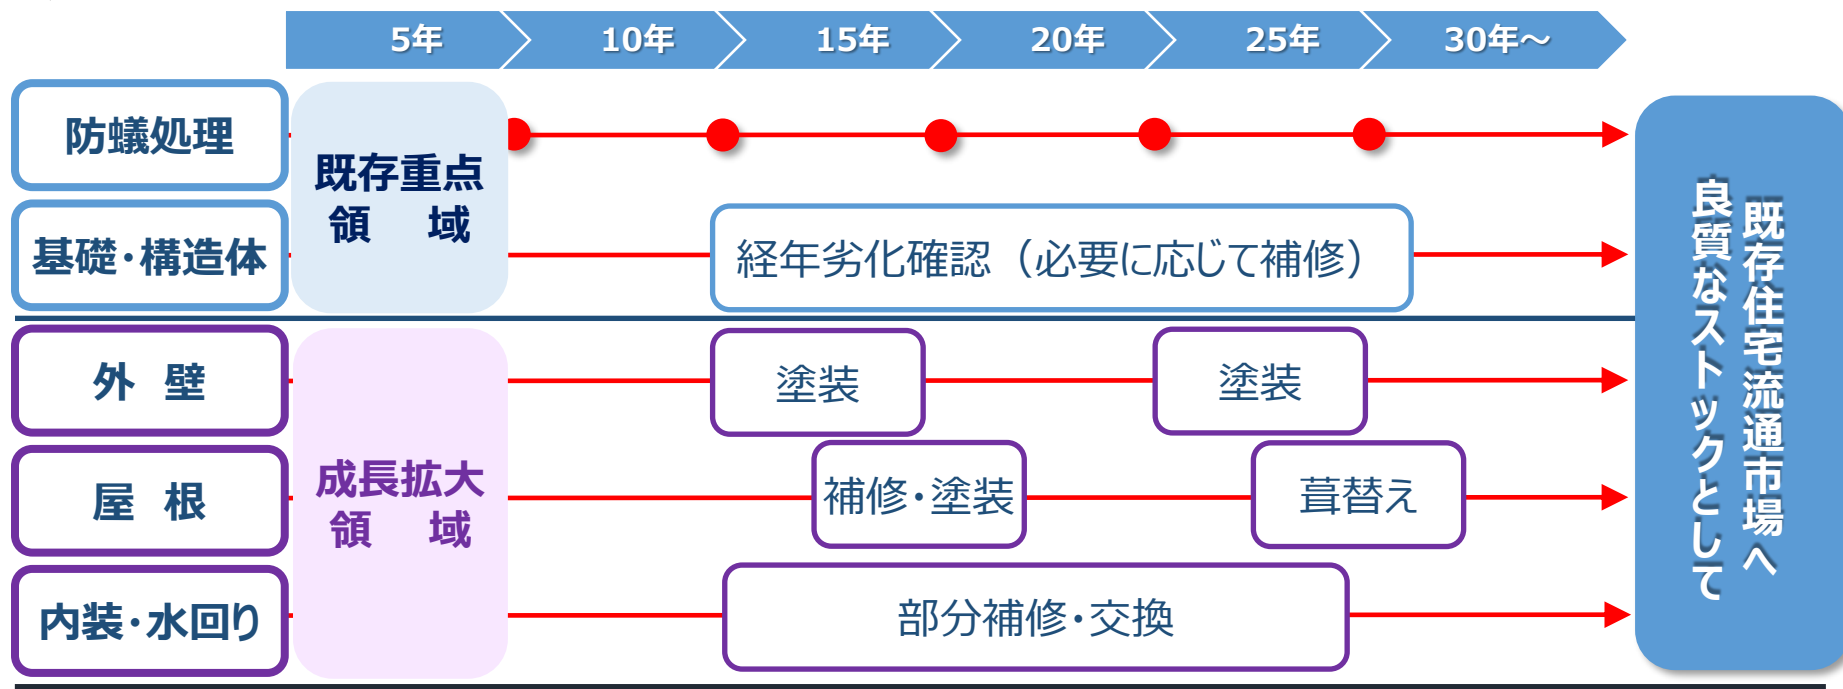 5年
10年
15年
20年
25年
30年～
防蟻処理
既存重点
領 域
基礎・構造体
経年劣化確認（必要に応じて補修）
外 壁
塗装
塗装
成長拡大
領 域
屋 根
補修・塗装
葺替え
内装・水回り
部分補修・交換
既存住宅流通市場へ
良質なストックとして